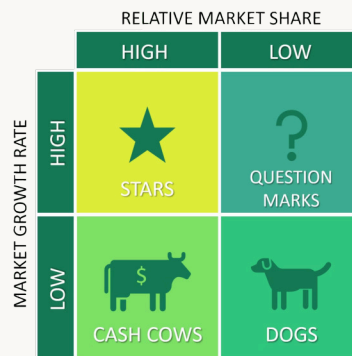 RELATIVE MARKET SHARE
HIGH
LOW
MARKET GROWTH RATE
HIGH
STARS
?
QUESTION
MARKS
LOW
$
CASH COWS
DOGS